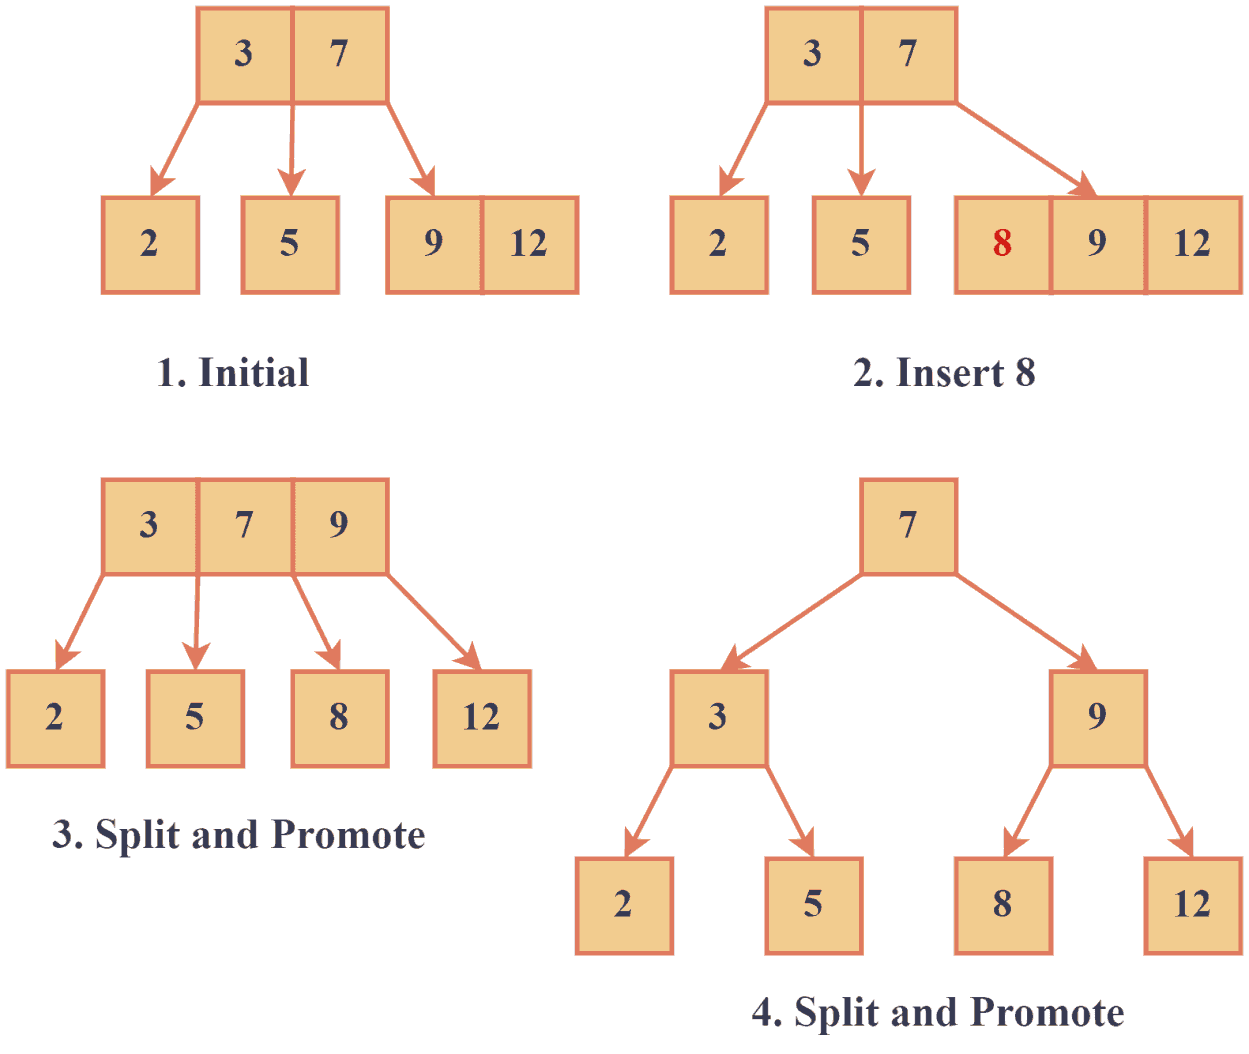 3 7
2 5 9 12
1. Initial
3 7
2 5 8 9 12
2. Insert 8
3 7 9
2 5 8 12
3. Split and Promote
7
3 9
2 5 8 12
4. Split and Promote